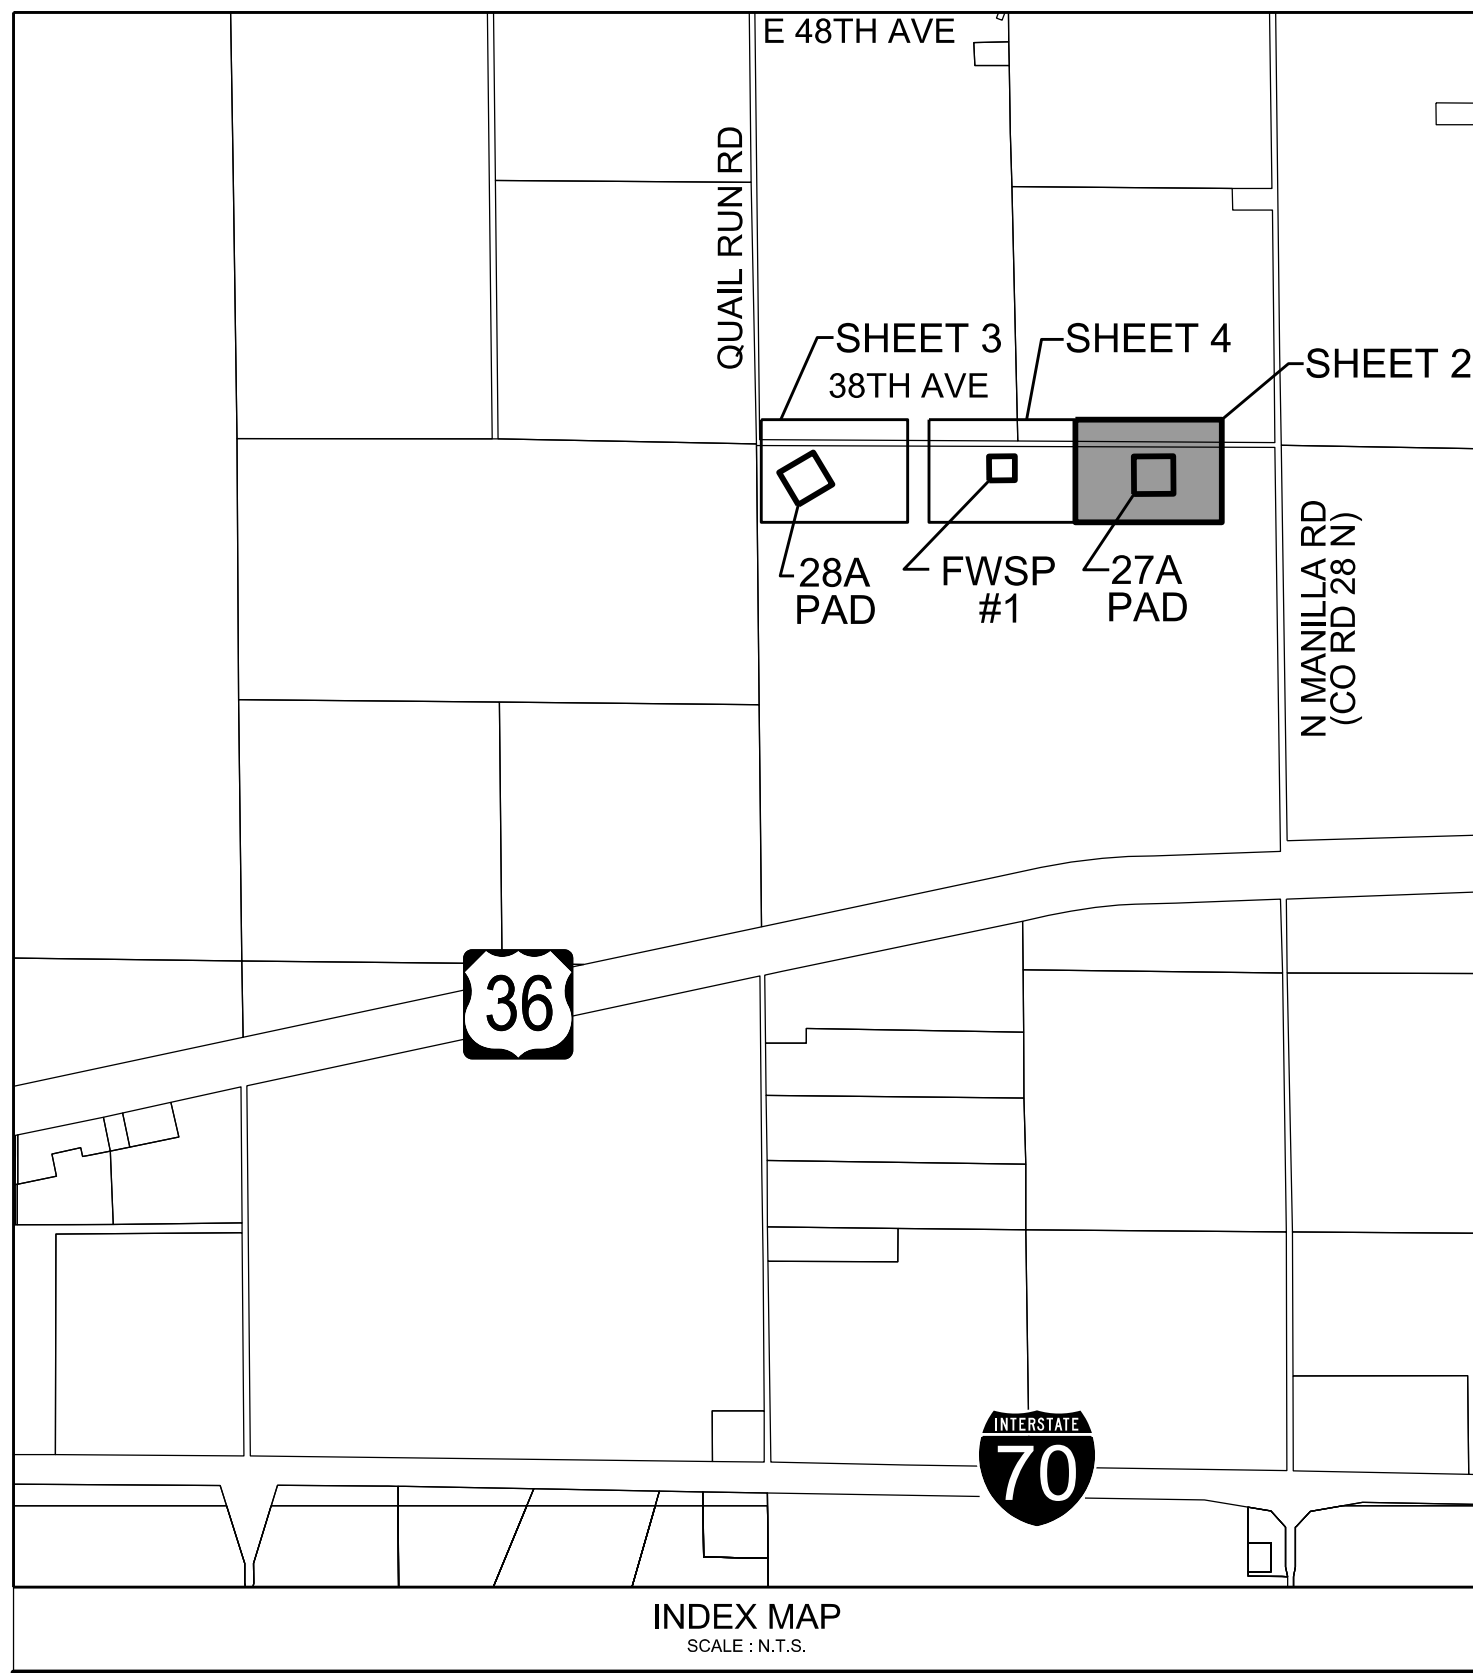 E 48TH AVE
QUAIL RUN RD
SHEET 3
SHEET 4
SHEET 2
38TH AVE
28A
PAD
FWSP
#1
27A
PAD
N MANILLA RD
(CO RD 28 N)
36
INTERSTATE
70
INDEX MAP
SCALE : N.T.S.